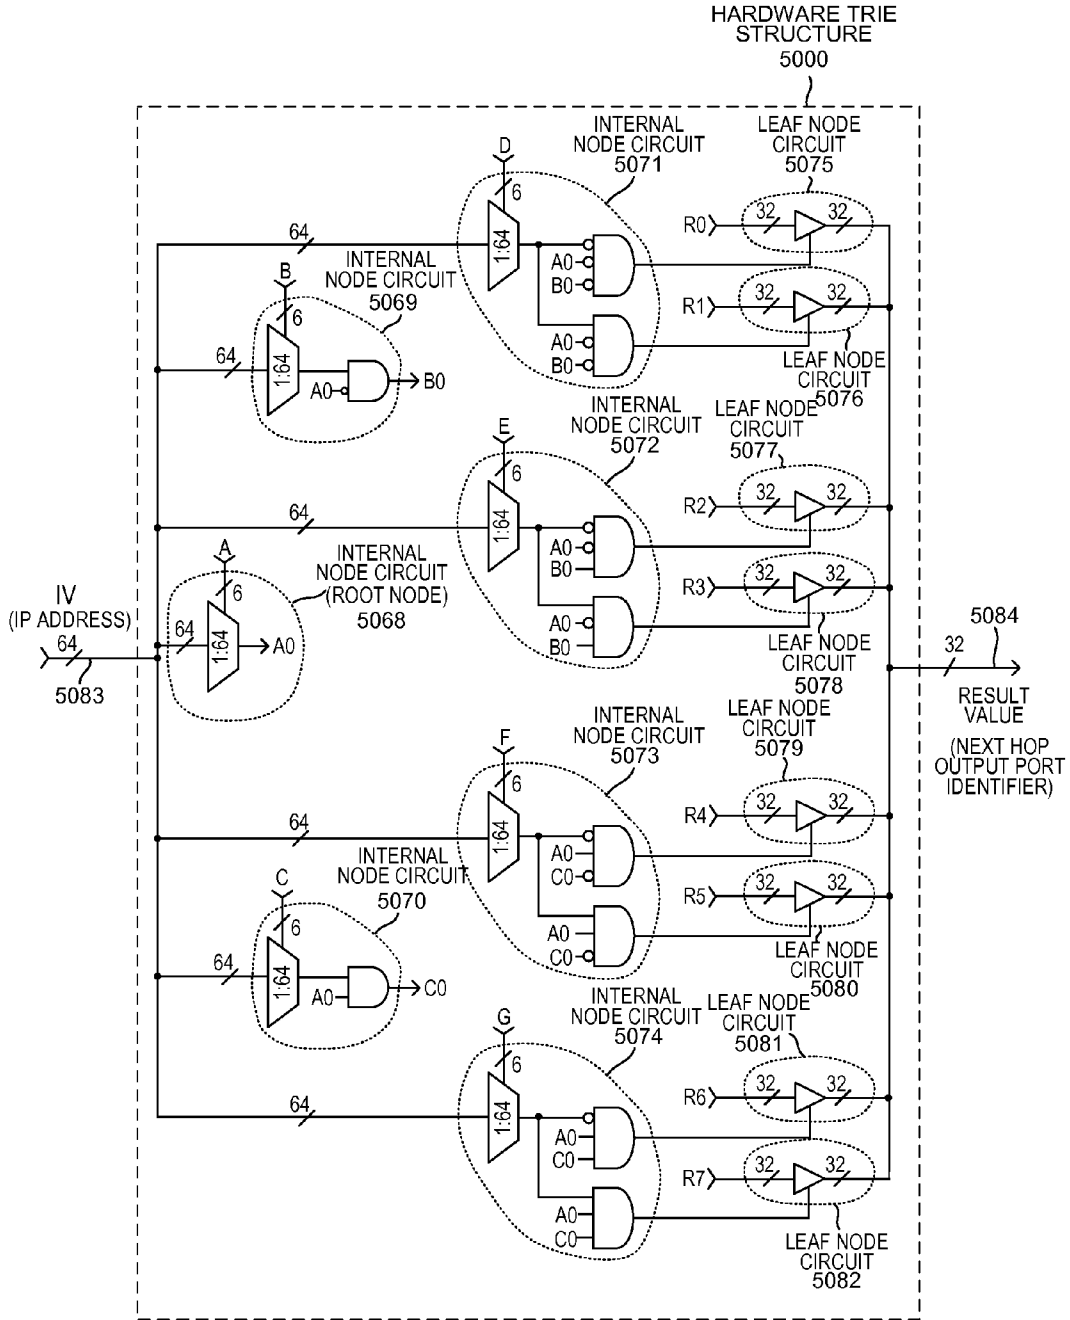 HARDWARE TRIE
STRUCTURE
5000
INTERNAL
NODE CIRCUIT
5071
LEAF NODE
CIRCUIT
5075
D
6
1:64
64
A0
B0
A0
B0
R0
32
32
R1
32
32
LEAF NODE
CIRCUIT
5076
INTERNAL
NODE CIRCUIT
5069
B
6
64
1:64
A0
B0
INTERNAL
NODE CIRCUIT
5072
LEAF NODE
CIRCUIT
5077
E
6
1:64
64
A0
B0
A0
B0
R2
32
32
R3
32
32
LEAF NODE
CIRCUIT
5078
INTERNAL
NODE CIRCUIT
(ROOT NODE)
5068
A
6
64
1:64
A0
IV
(IP ADDRESS)
64
5083
32
5084
RESULT
VALUE
(NEXT HOP
OUTPUT PORT
IDENTIFIER)
INTERNAL
NODE CIRCUIT
5073
LEAF NODE
CIRCUIT
5079
F
6
1:64
64
A0
C0
A0
C0
R4
32
32
R5
32
32
LEAF NODE
CIRCUIT
5080
INTERNAL
NODE CIRCUIT
5070
C
6
64
1:64
A0
C0
INTERNAL
NODE CIRCUIT
5074
LEAF NODE
CIRCUIT
5081
G
6
1:64
64
A0
C0
A0
C0
R6
32
32
R7
32
32
LEAF NODE
CIRCUIT
5082